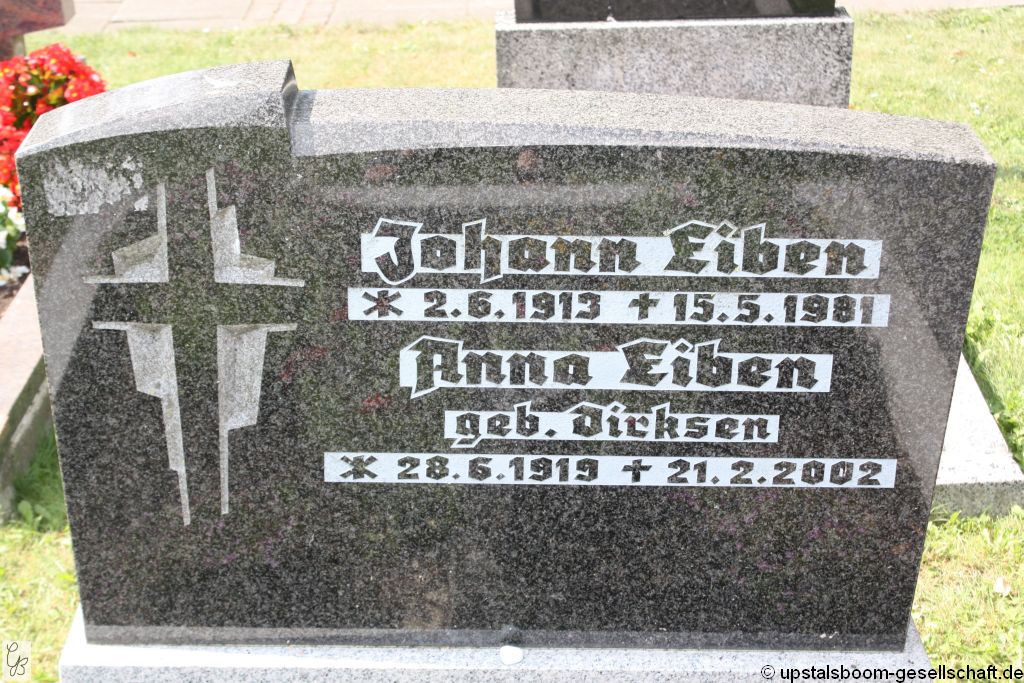 Johann Eiben
* 2.6.1913 † 15.5.1981
Anna Eiben
geb. Dirksen
* 28.6.1919 † 21.2.2002
© upstalsboom-gesellschaft.de